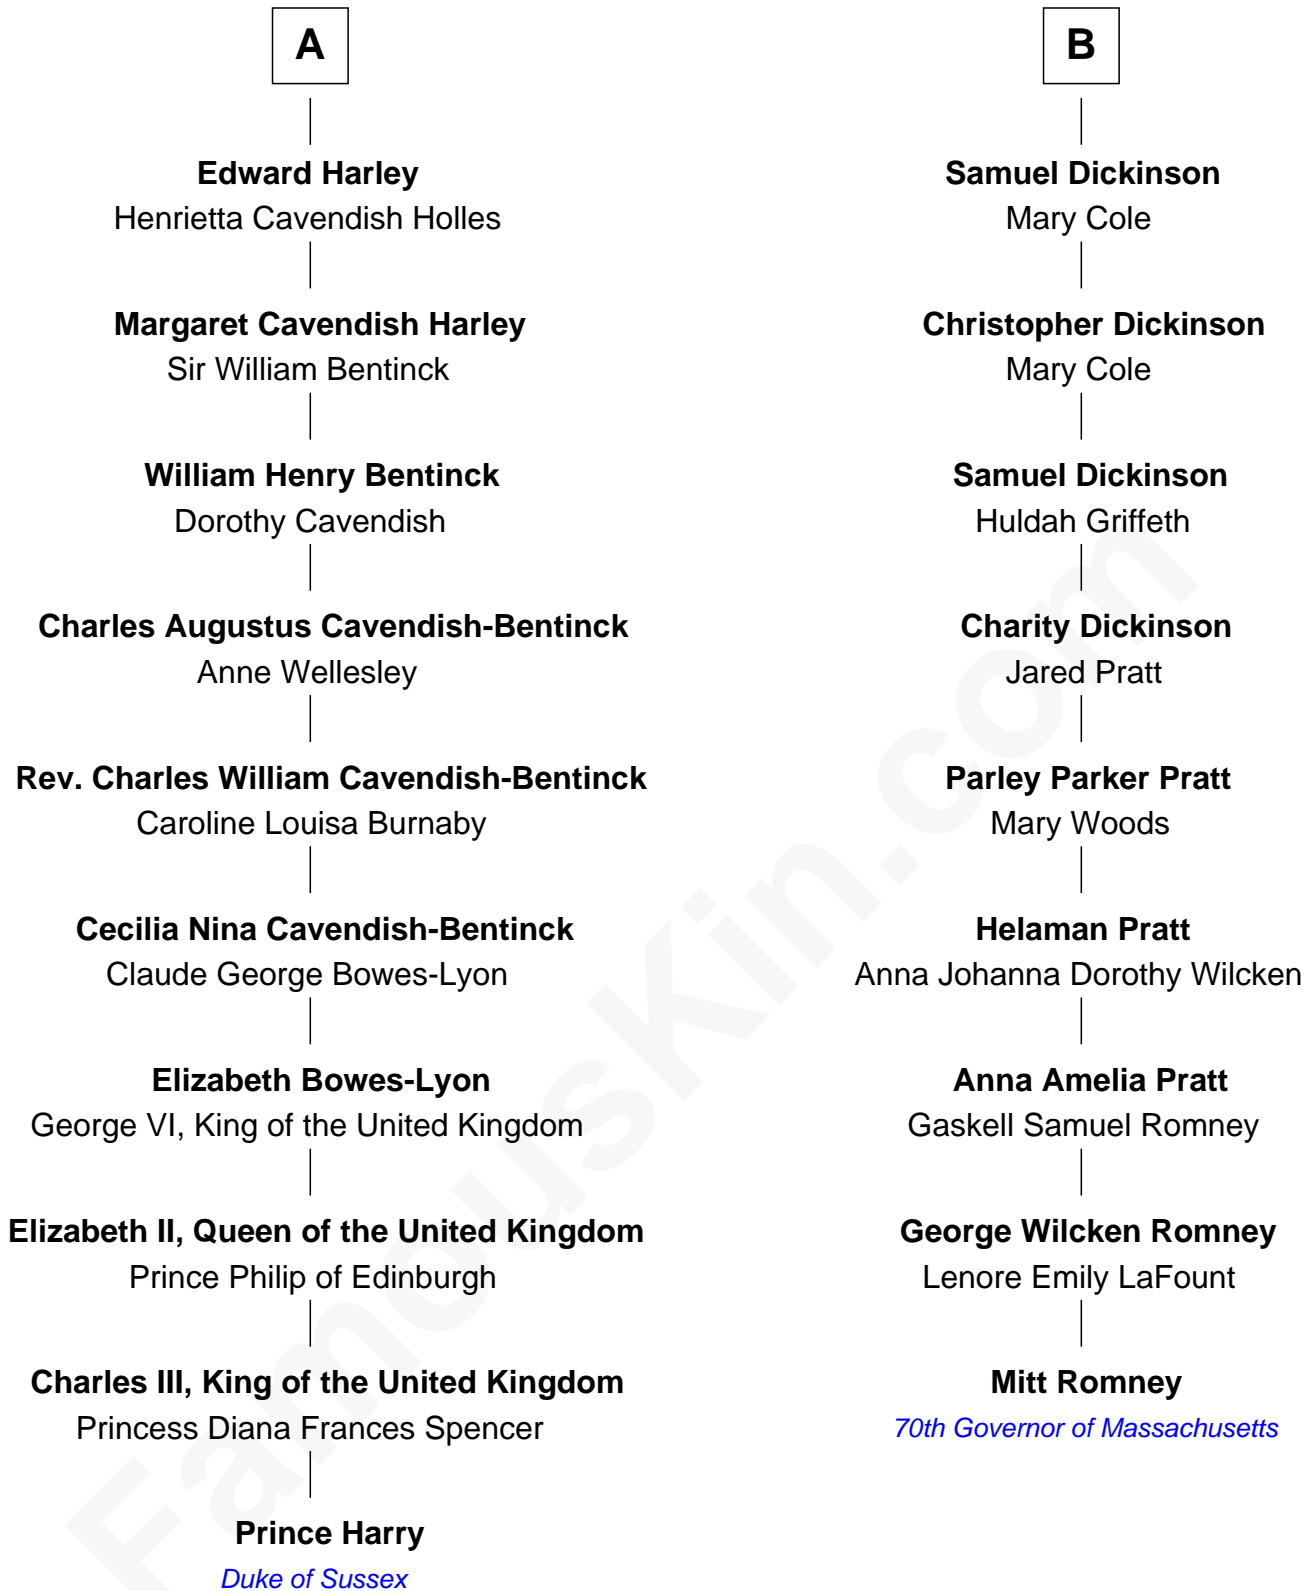 A
Edward Harley
Henrietta Cavendish Holles
Margaret Cavendish Harley
Sir William Bentinck
William Henry Bentinck
Dorothy Cavendish
Charles Augustus Cavendish-Bentinck
Anne Wellesley
Rev. Charles William Cavendish-Bentinck
Caroline Louisa Burnaby
Cecilia Nina Cavendish-Bentinck
Claude George Bowes-Lyon
Elizabeth Bowes-Lyon
George VI, King of the United Kingdom
Elizabeth II, Queen of the United Kingdom
Prince Philip of Edinburgh
Charles III, King of the United Kingdom
Princess Diana Frances Spencer
Prince Harry
Duke of Sussex
B
Samuel Dickinson
Mary Cole
Christopher Dickinson
Mary Cole
Samuel Dickinson
Huldah Griffeth
Charity Dickinson
Jared Pratt
Parley Parker Pratt
Mary Woods
Helaman Pratt
Anna Johanna Dorothy Wilcken
Anna Amelia Pratt
Gaskell Samuel Romney
George Wilcken Romney
Lenore Emily LaFount
Mitt Romney
70th Governor of Massachusetts
FamousKin.com